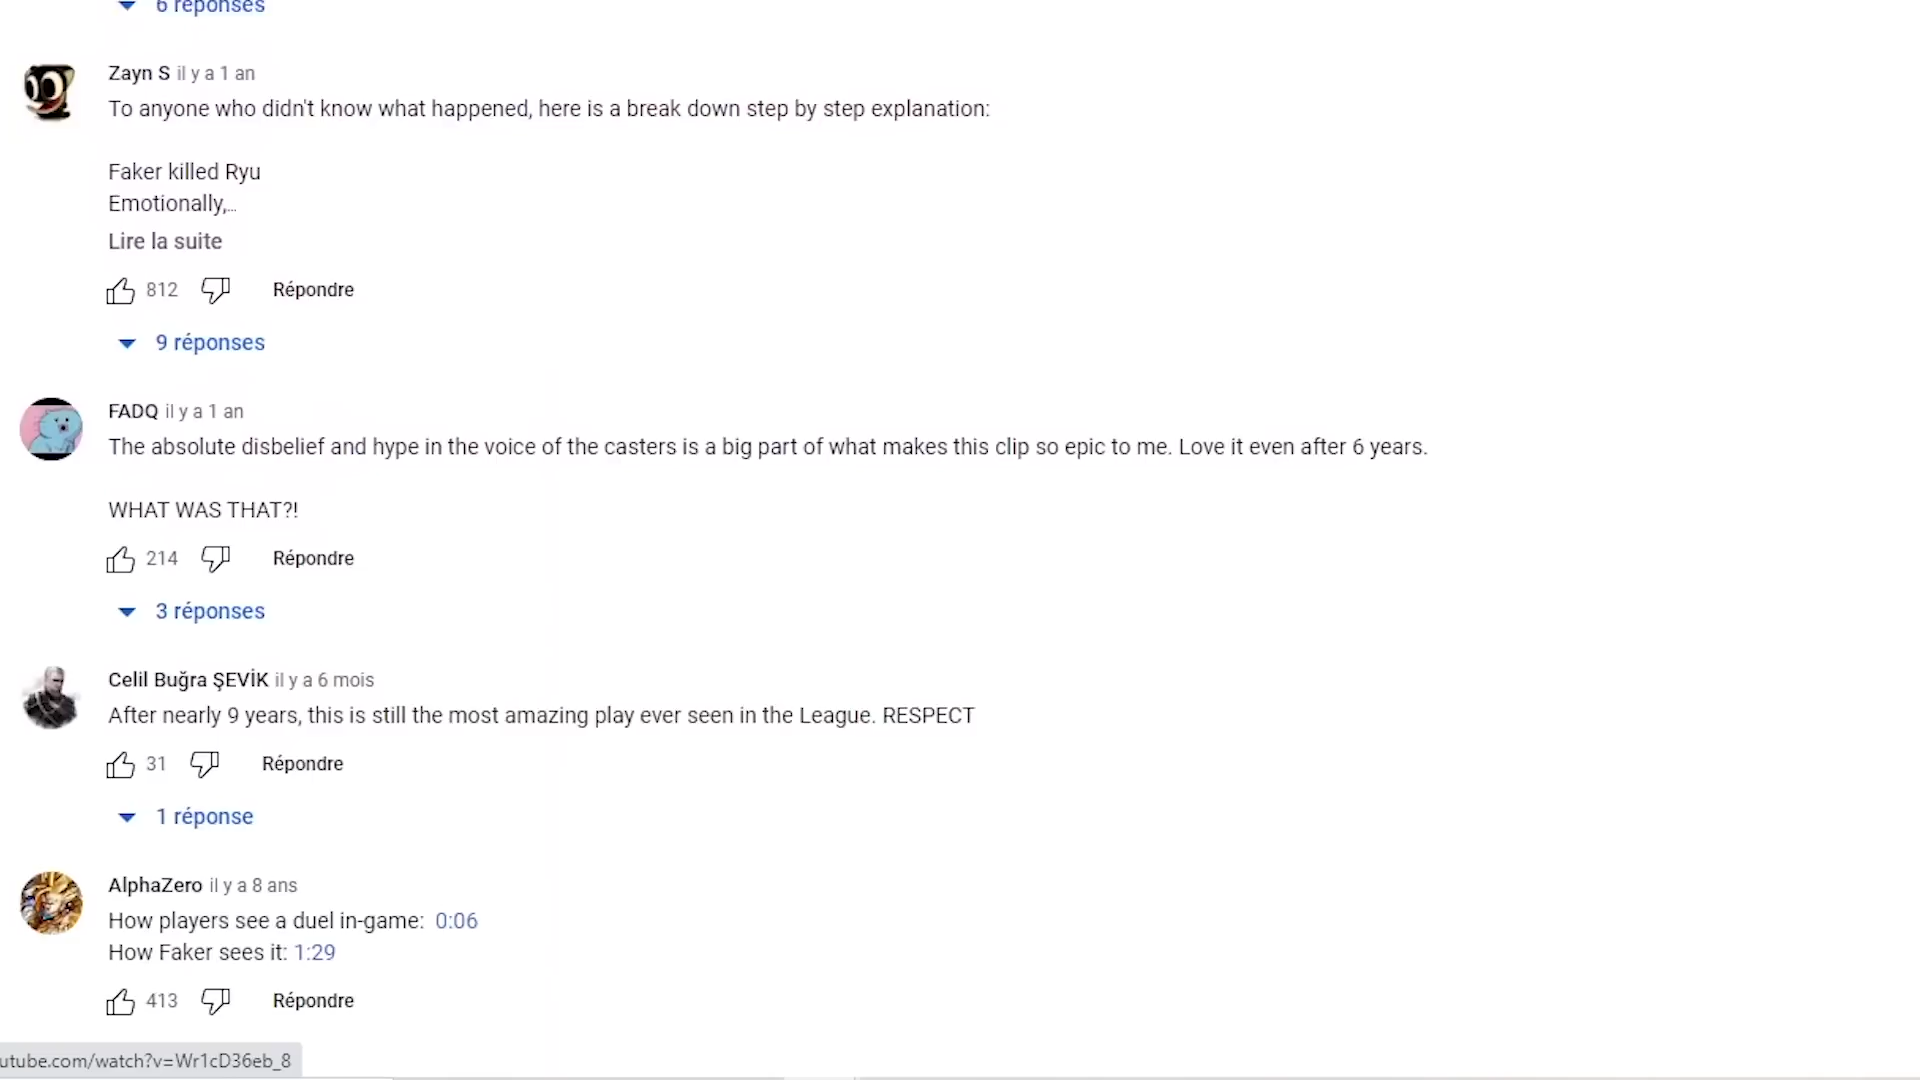 6 réponses
Zayn S il y a 1 an
To anyone who didn't know what happened, here is a break down step by step explanation:
Faker killed Ryu
Emotionally,...
Lire la suite
812 Répondre
9 réponses
FADQ il y a 1 an
The absolute disbelief and hype in the voice of the casters is a big part of what makes this clip so epic to me. Love it even after 6 years.
WHAT WAS THAT?!
214 Répondre
3 réponses
Celil Buğra ŞEVİK il y a 6 mois
After nearly 9 years, this is still the most amazing play ever seen in the League. RESPECT
31 Répondre
1 réponse
AlphaZero il y a 8 ans
How players see a duel in-game: 0:06
How Faker sees it: 1:29
413 Répondre
utube.com/watch?v=Wr1cD36eb_8